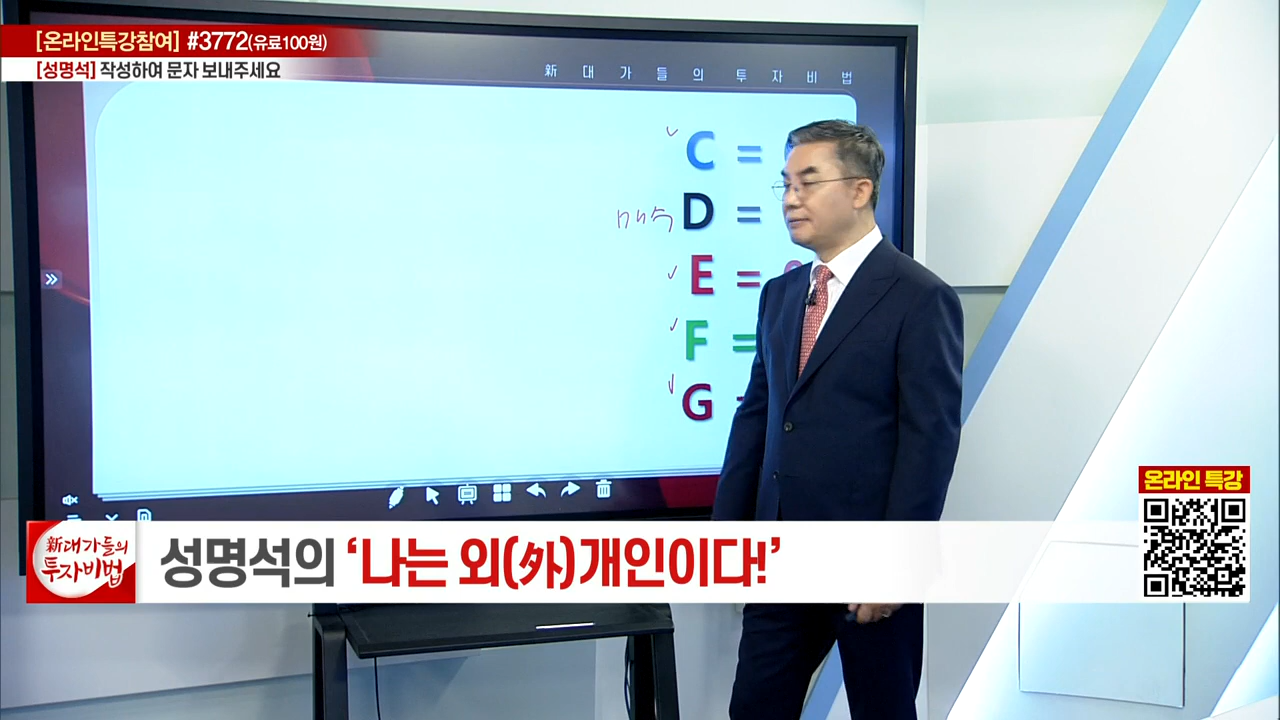 [온라인특강참여] #3772(유료100원)
[성명석] 작성하여 문자 보내주세요
新 대 가 들 의 투 자 비 법
C =
매수 D =
E =
F =
G
온라인 특강
新대가들의
투자비법
성명석의 ‘나는 외(外)개인이다!’